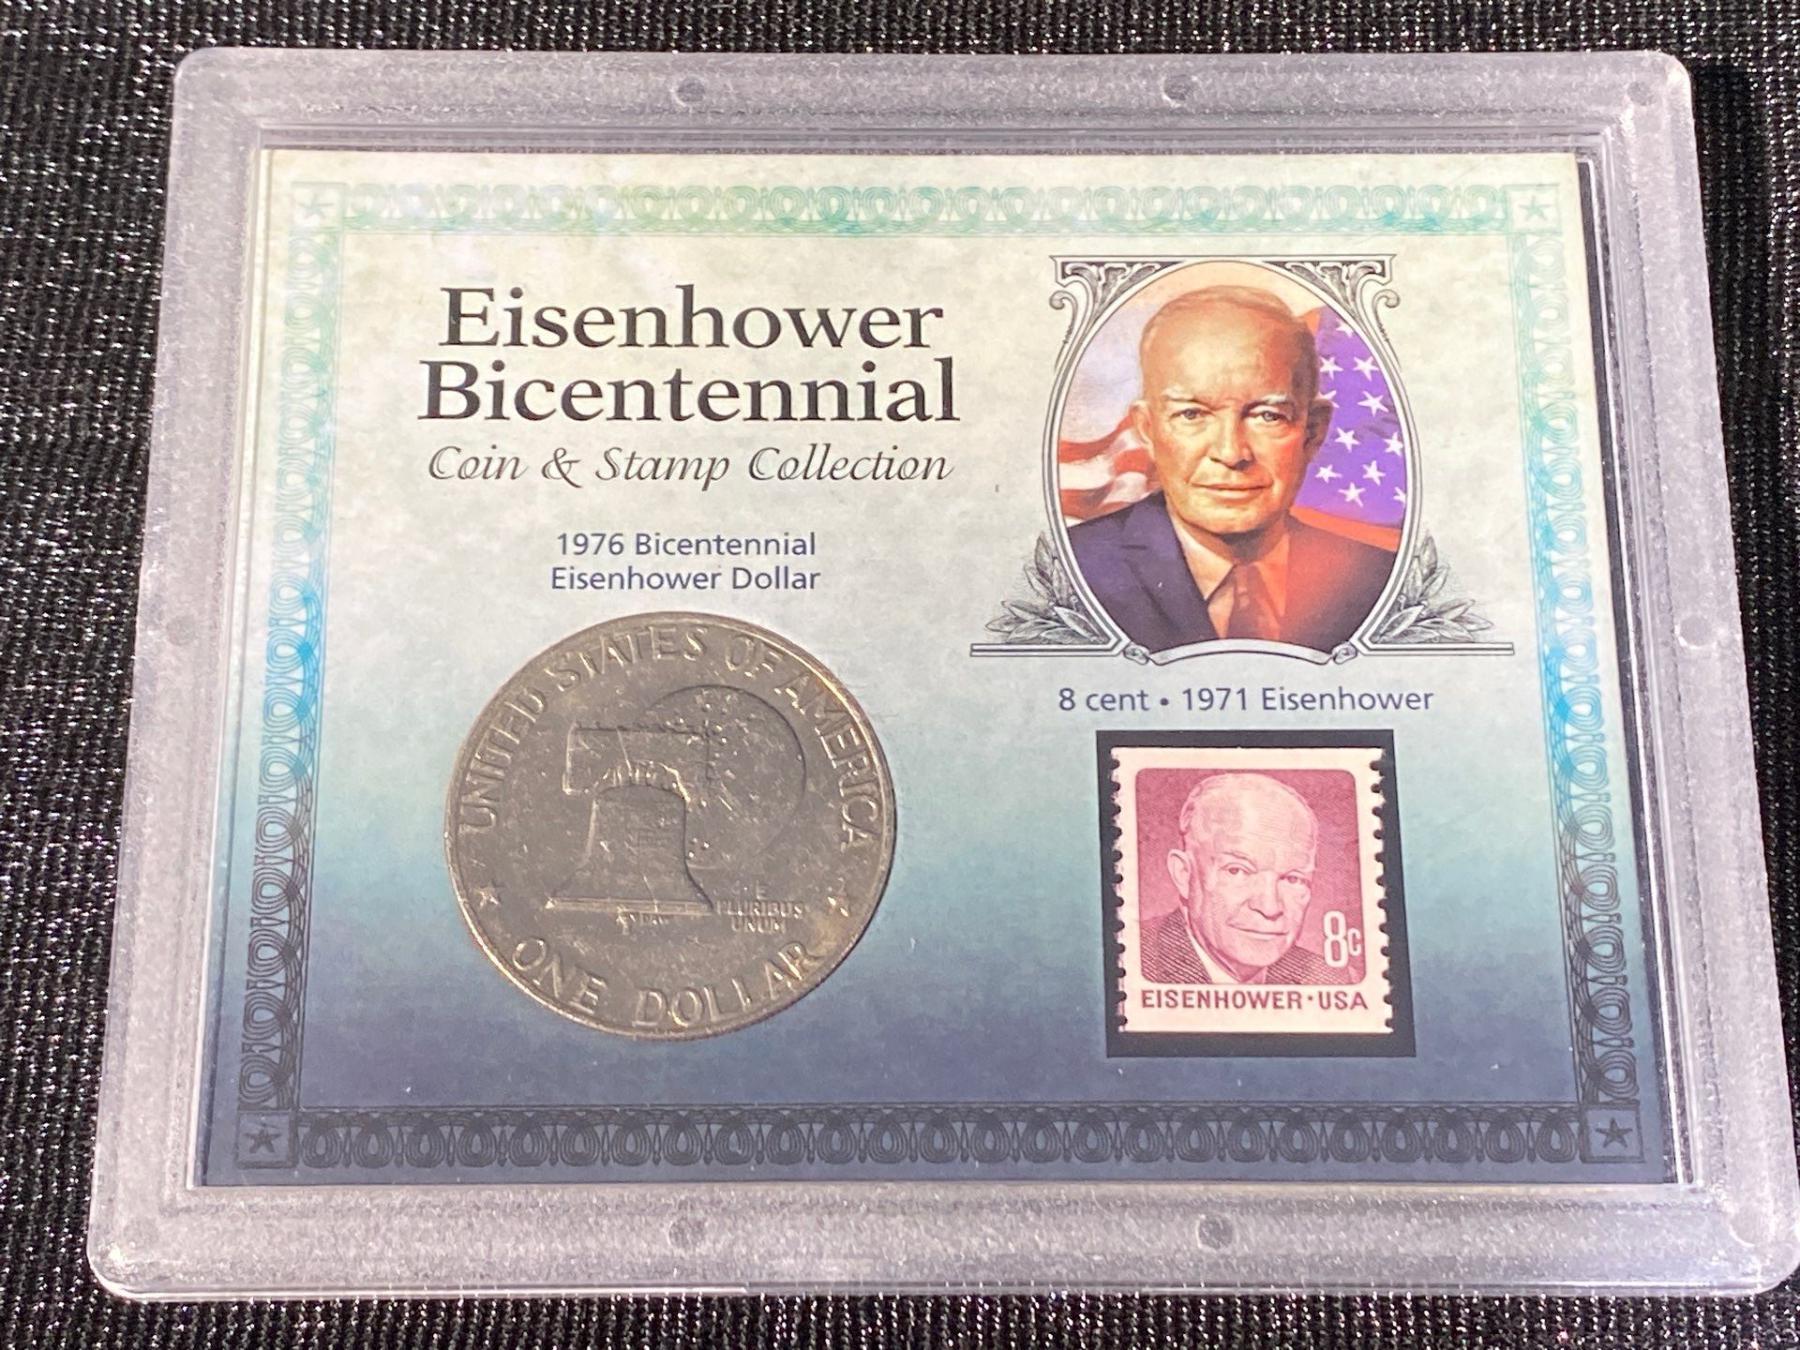 Eisenhower
Bicentennial
Coin & Stamp Collection
1976 Bicentennial
Eisenhower Dollar
UNITED STATES OF AMERICA
PLURIBUS
UNUM
ONE DOLLAR
8 cent • 1971 Eisenhower
8c
EISENHOWER·USA